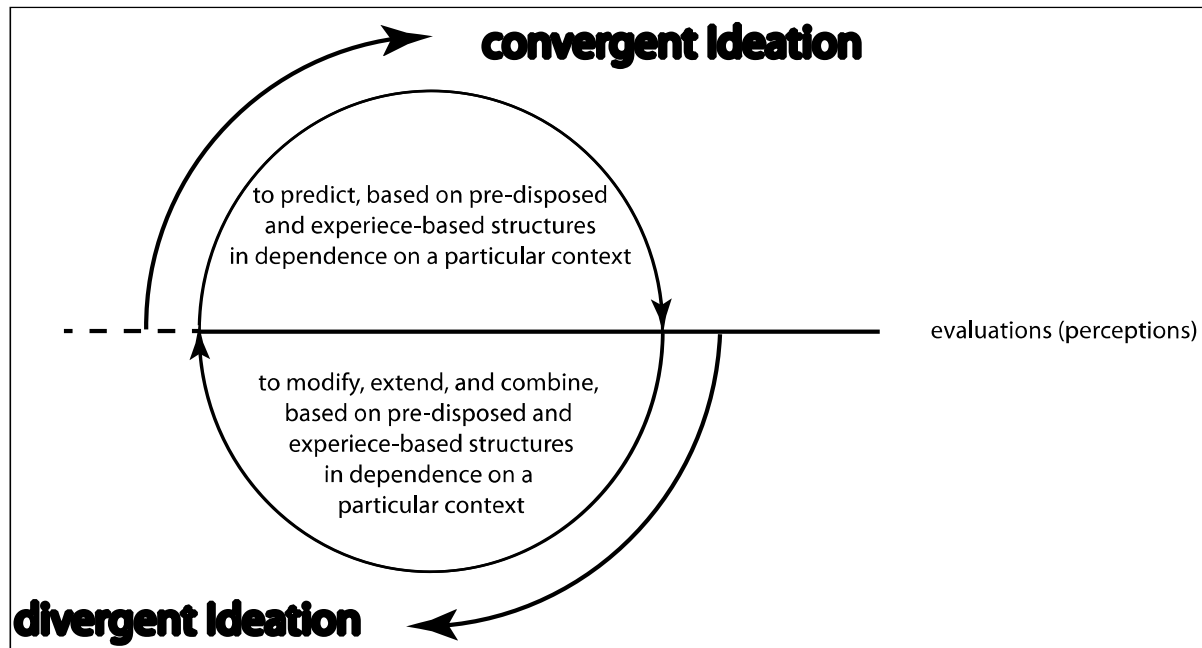 convergent Ideation
to predict, based on pre-disposed
and experiece-based structures
in dependence on a particular context
evaluations (perceptions)
to modify, extend, and combine,
based on pre-disposed and
experiece-based structures
in dependence on a
particular context
divergent Ideation